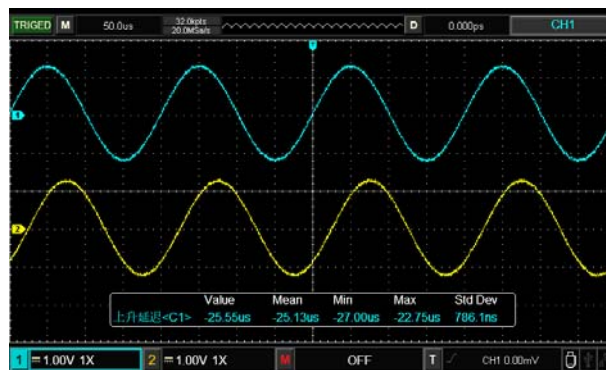 TRIGED M 50.0us 32.0kpts D 0.000ps CH1
20.0MSa/s
1
2
Value Mean Min Max Std Dev
上升延迟<C1> -25.55us -25.13us -27.00us -22.75us 786.1ns
1 1.00V 1X 2 1.00V 1X M OFF T CH1 0.00mV